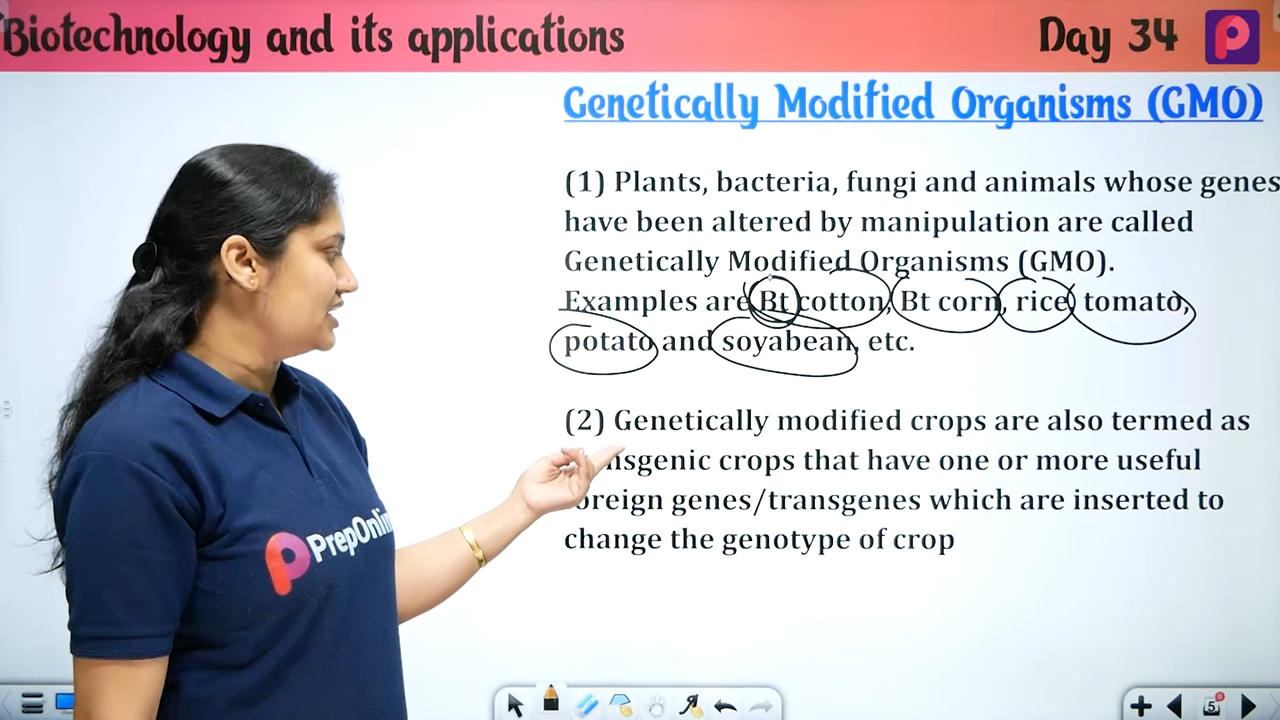 Biotechnology and its applications
Day 34
Genetically Modified Organisms (GMO)
(1) Plants, bacteria, fungi and animals whose genes
have been altered by manipulation are called
Genetically Modified Organisms (GMO).
Examples are Bt cotton, Bt corn, rice, tomato,
potato and soyabean, etc.
(2) Genetically modified crops are also termed as
nsgenic crops that have one or more useful
oreign genes/transgenes which are inserted to
change the genotype of crop
PrepOnlin
5